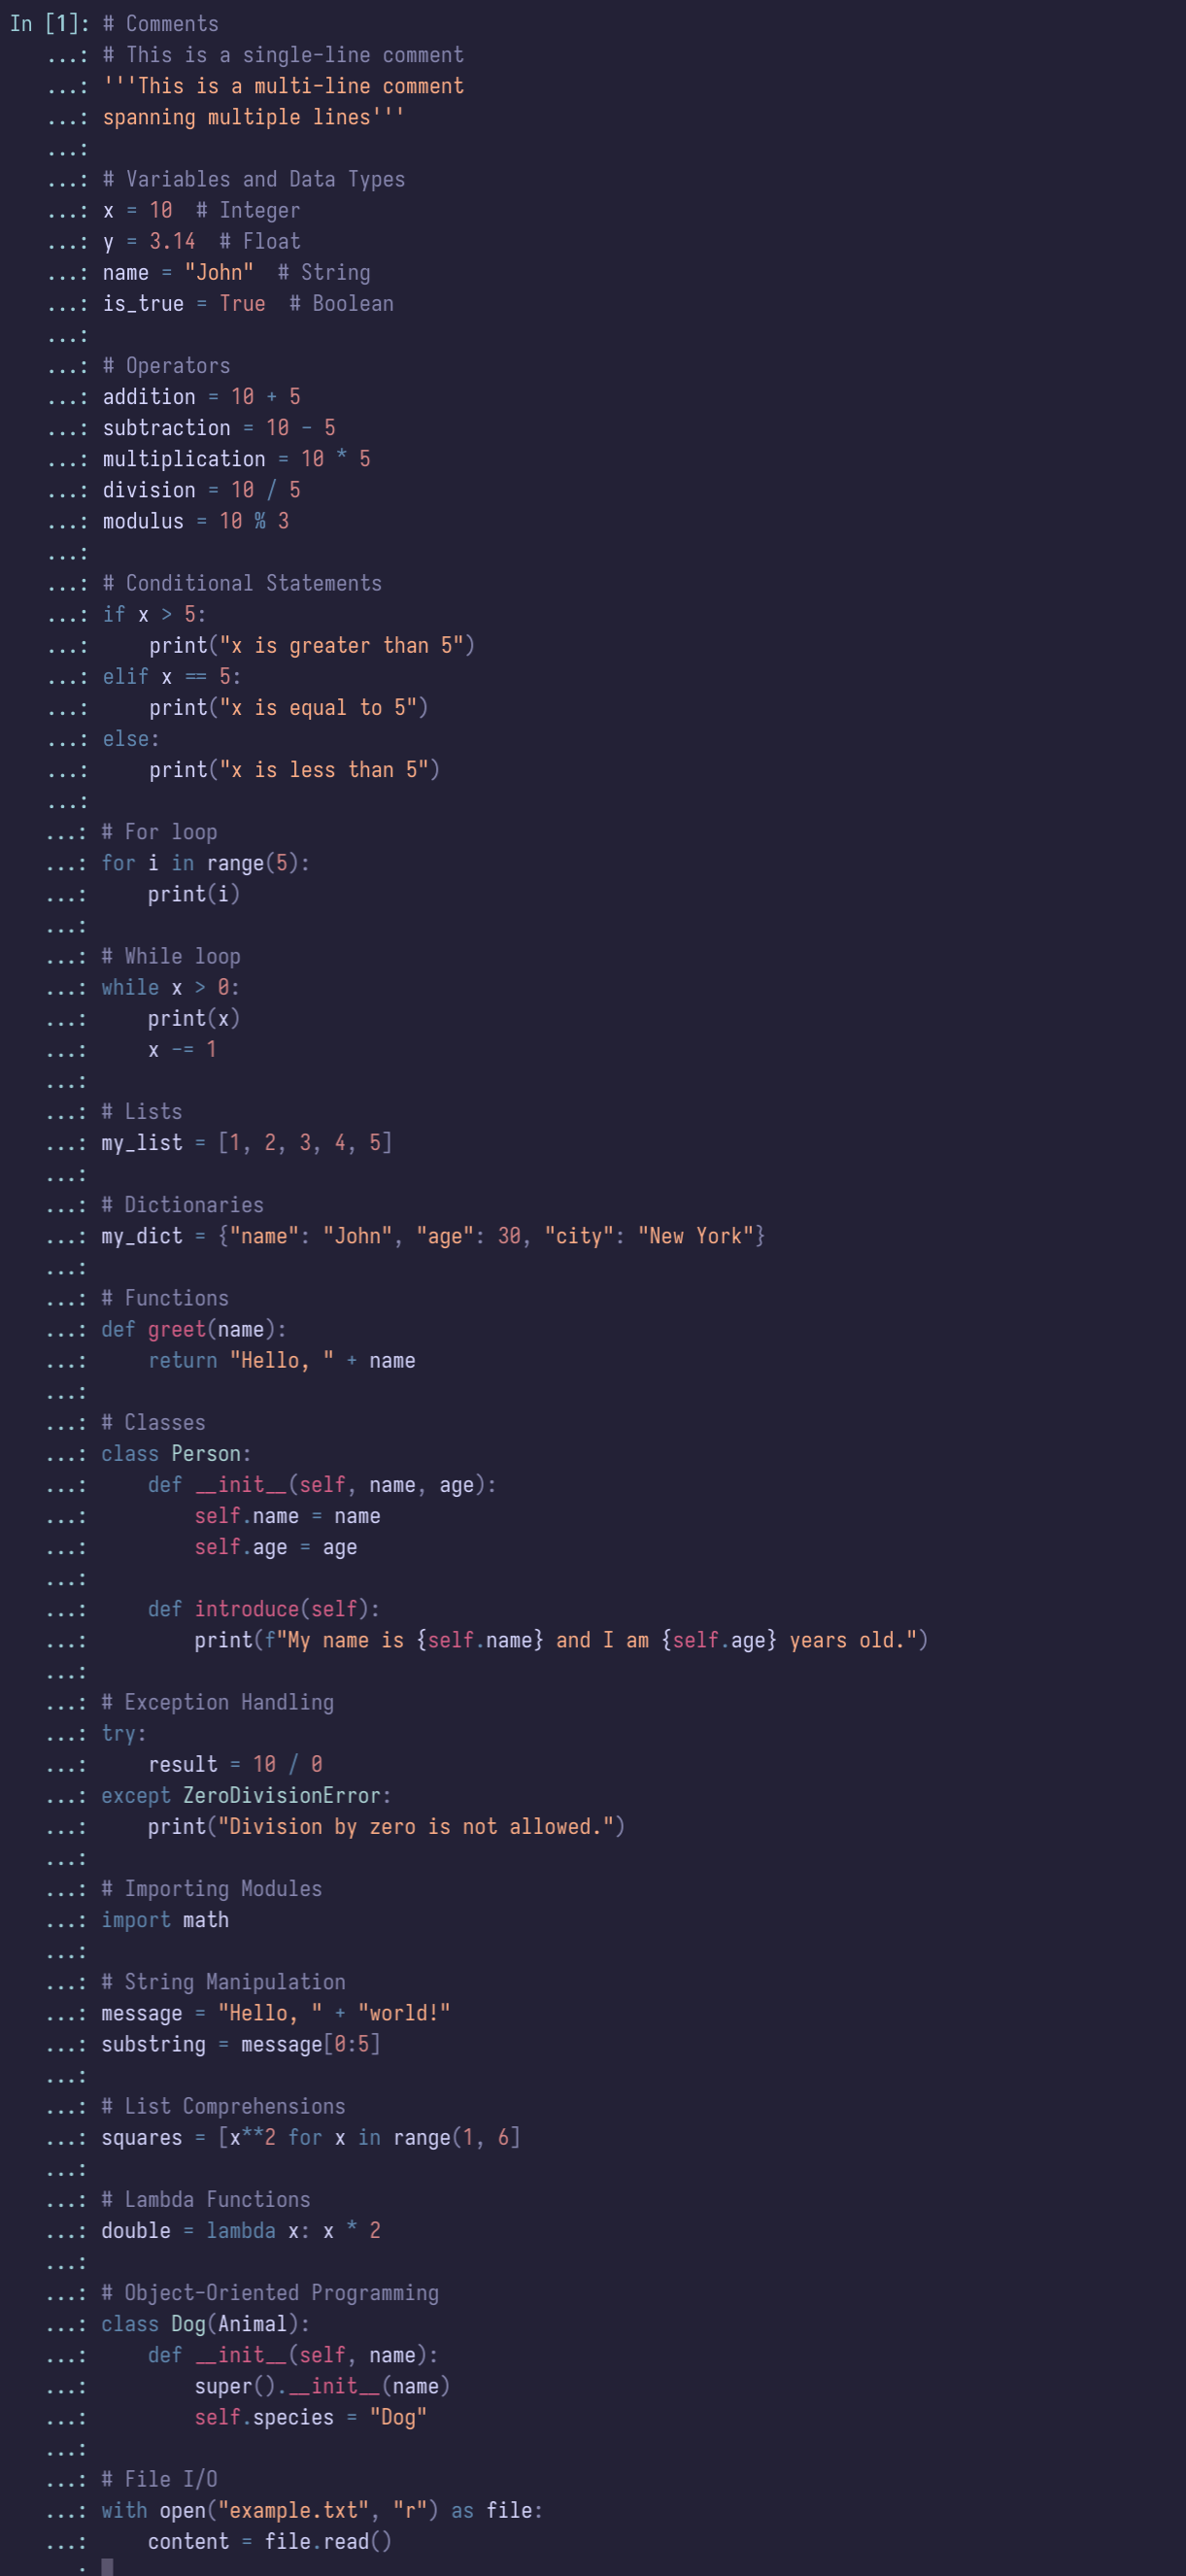 In [1]: # Comments
   ...: # This is a single-line comment
   ...: '''This is a multi-line comment
   ...: spanning multiple lines'''
   ...:
   ...: # Variables and Data Types
   ...: x = 10  # Integer
   ...: y = 3.14  # Float
   ...: name = "John"  # String
   ...: is_true = True  # Boolean
   ...:
   ...: # Operators
   ...: addition = 10 + 5
   ...: subtraction = 10 - 5
   ...: multiplication = 10 * 5
   ...: division = 10 / 5
   ...: modulus = 10 % 3
   ...:
   ...: # Conditional Statements
   ...: if x > 5:
   ...:     print("x is greater than 5")
   ...: elif x == 5:
   ...:     print("x is equal to 5")
   ...: else:
   ...:     print("x is less than 5")
   ...:
   ...: # For loop
   ...: for i in range(5):
   ...:     print(i)
   ...:
   ...: # While loop
   ...: while x > 0:
   ...:     print(x)
   ...:     x -= 1
   ...:
   ...: # Lists
   ...: my_list = [1, 2, 3, 4, 5]
   ...:
   ...: # Dictionaries
   ...: my_dict = {"name": "John", "age": 30, "city": "New York"}
   ...:
   ...: # Functions
   ...: def greet(name):
   ...:     return "Hello, " + name
   ...:
   ...: # Classes
   ...: class Person:
   ...:     def __init__(self, name, age):
   ...:         self.name = name
   ...:         self.age = age
   ...:
   ...:     def introduce(self):
   ...:         print(f"My name is {self.name} and I am {self.age} years old.")
   ...:
   ...: # Exception Handling
   ...: try:
   ...:     result = 10 / 0
   ...: except ZeroDivisionError:
   ...:     print("Division by zero is not allowed.")
   ...:
   ...: # Importing Modules
   ...: import math
   ...:
   ...: # String Manipulation
   ...: message = "Hello, " + "world!"
   ...: substring = message[0:5]
   ...:
   ...: # List Comprehensions
   ...: squares = [x**2 for x in range(1, 6]
   ...:
   ...: # Lambda Functions
   ...: double = lambda x: x * 2
   ...:
   ...: # Object-Oriented Programming
   ...: class Dog(Animal):
   ...:     def __init__(self, name):
   ...:         super().__init__(name)
   ...:         self.species = "Dog"
   ...:
   ...: # File I/O
   ...: with open("example.txt", "r") as file:
   ...:     content = file.read()